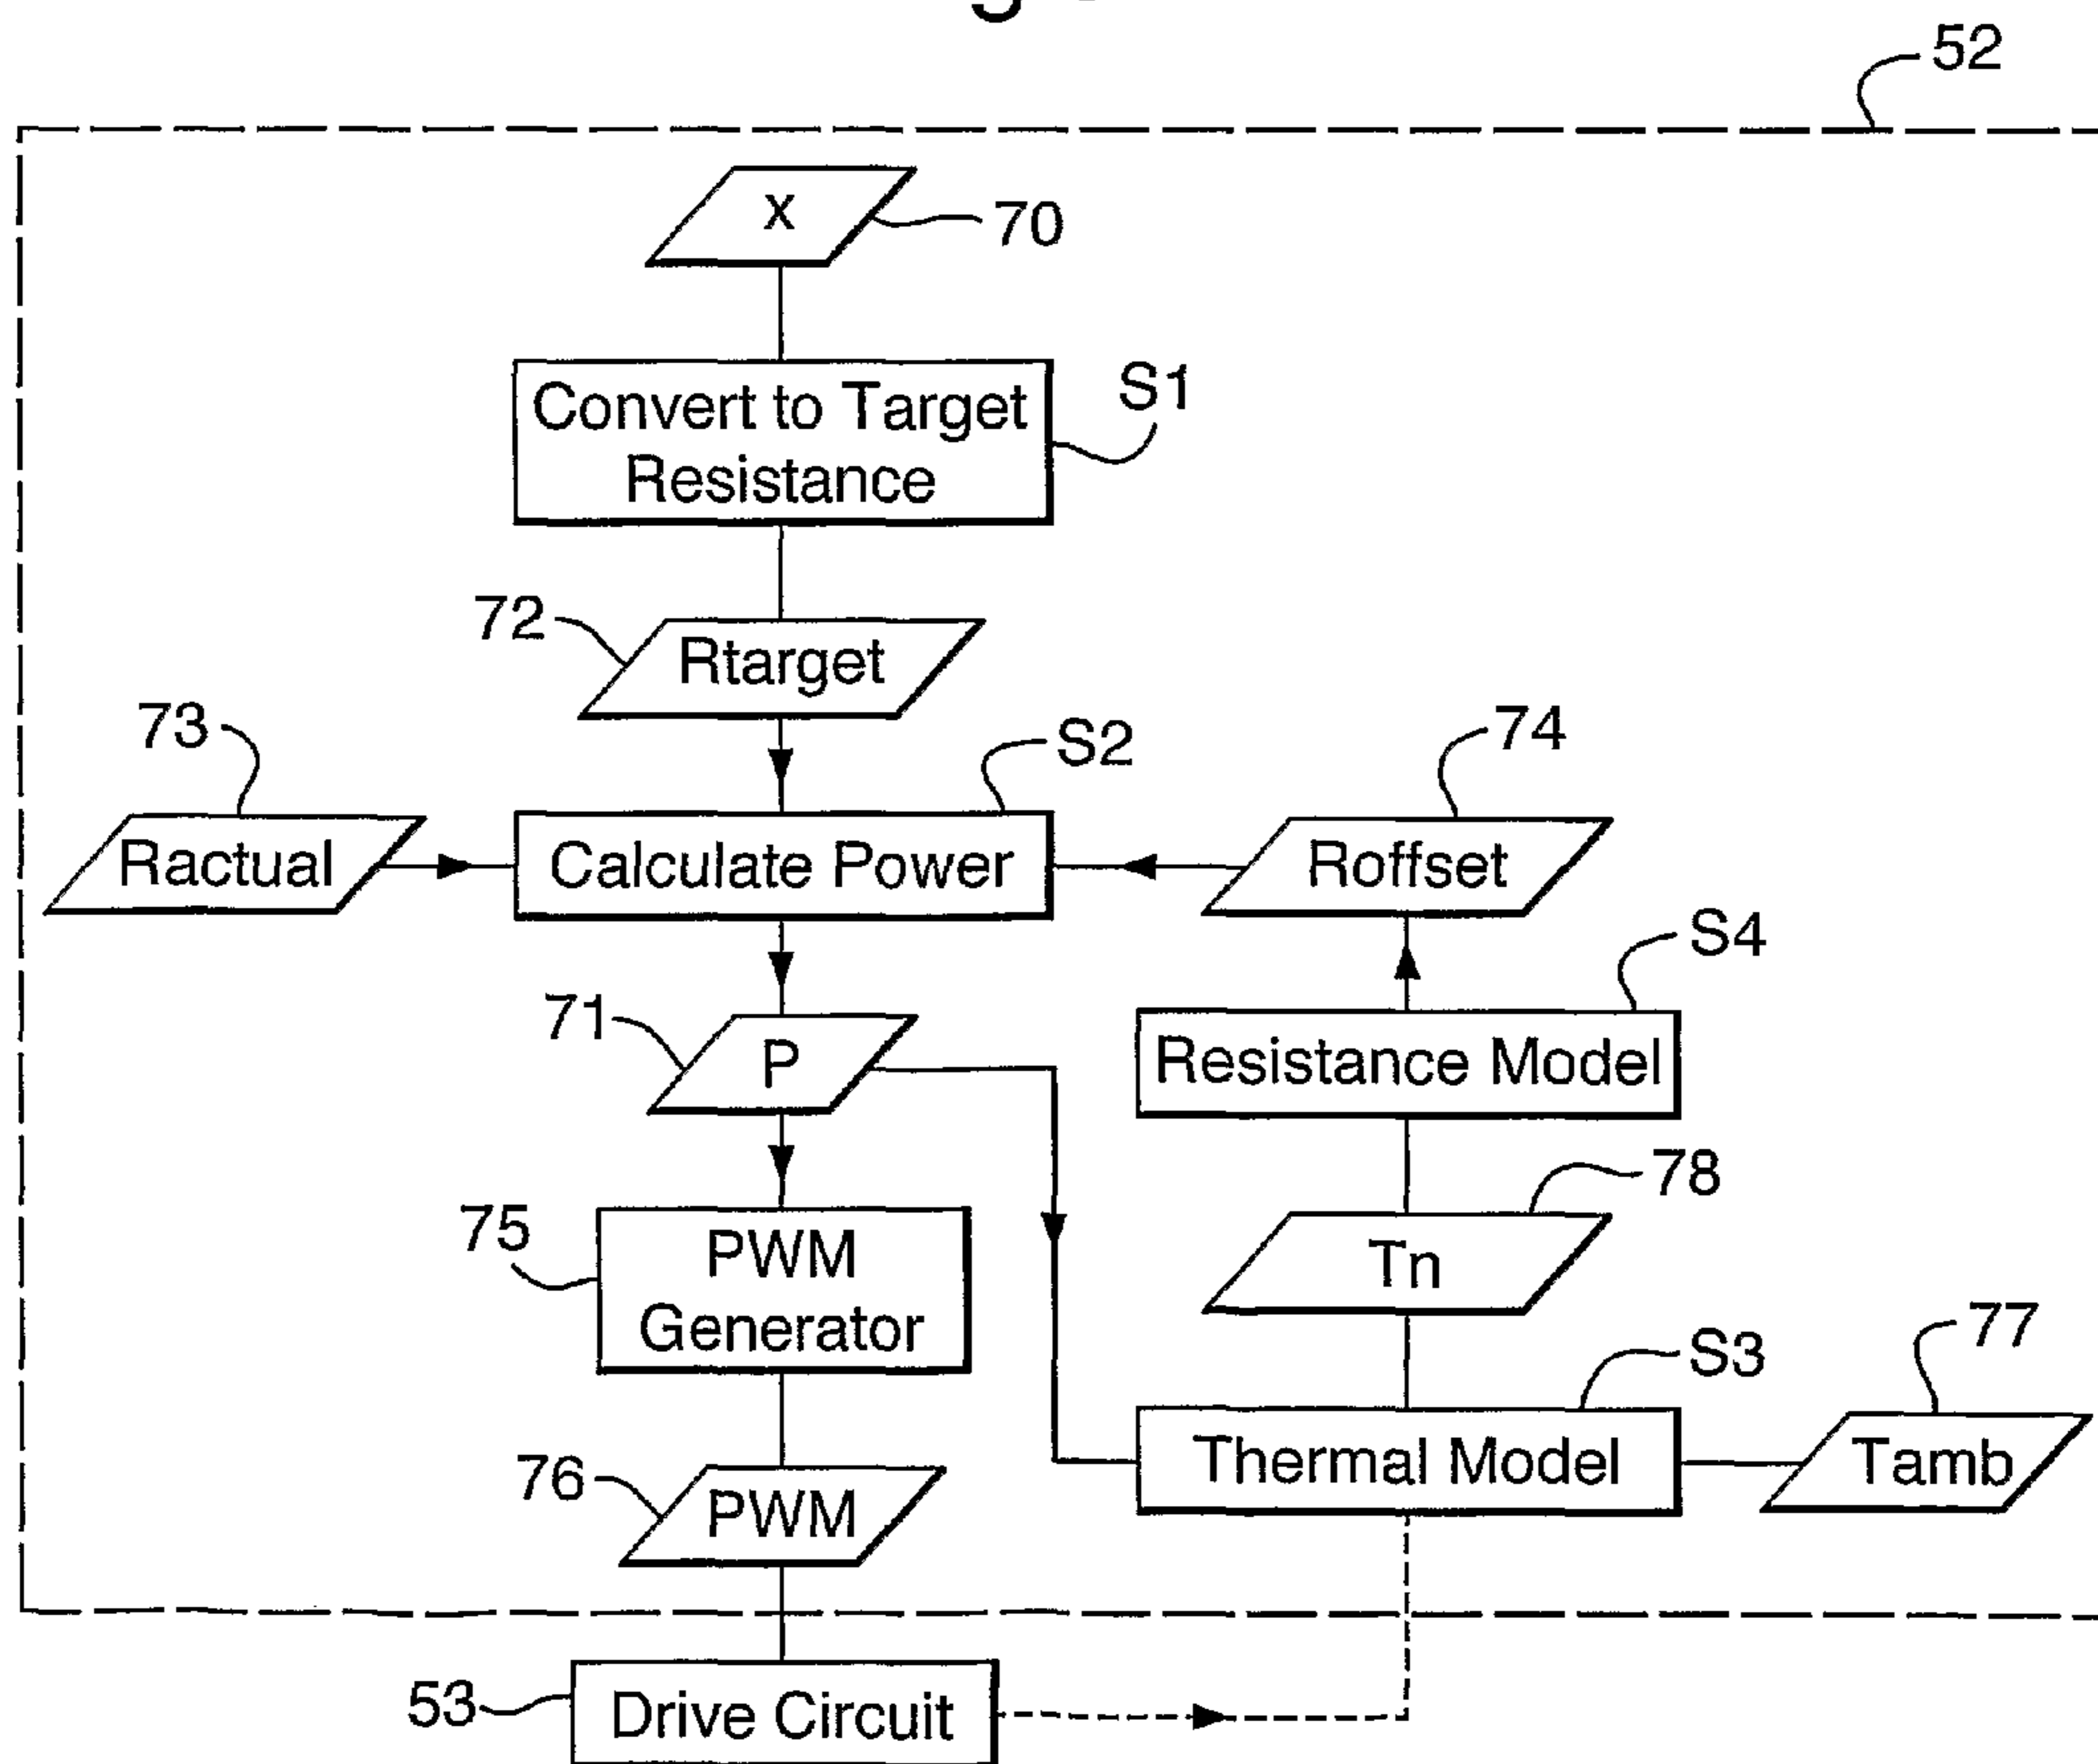 52
x
70
Convert to Target
Resistance
S1
72
Rtarget
73
S2
74
Ractual
Calculate Power
Roffset
S4
71
P
Resistance Model
78
75
PWM
Generator
Tn
77
S3
76
PWM
Thermal Model
Tamb
53
Drive Circuit